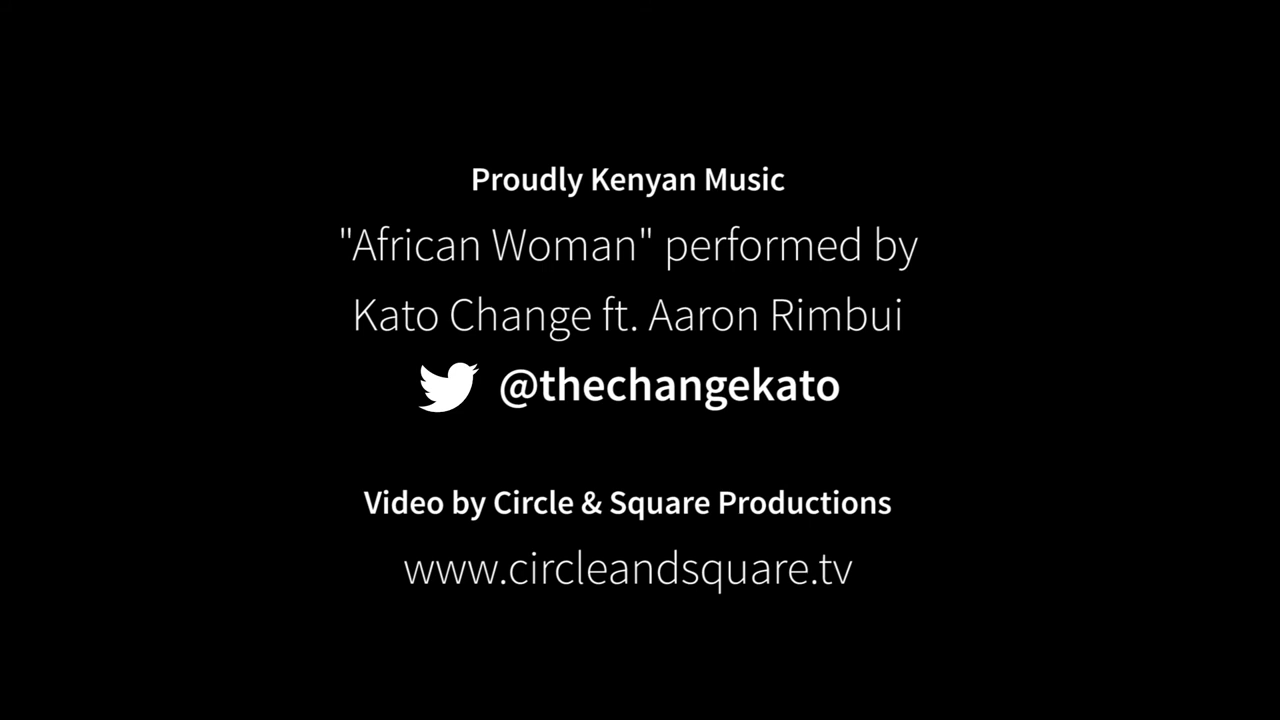 Proudly Kenyan Music
"African Woman" performed by
Kato Change ft. Aaron Rimbui
@thechangekato
Video by Circle & Square Productions
www.circleandsquare.tv